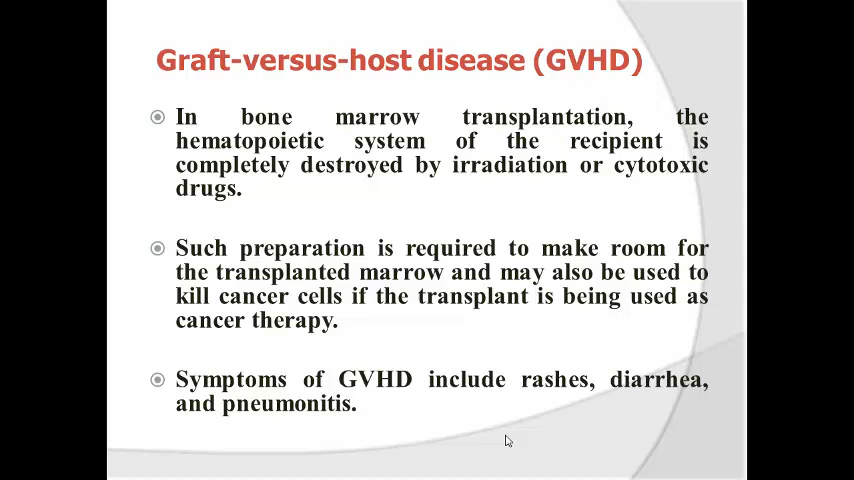 Graft-versus-host disease (GVHD)
In bone marrow transplantation, the
hematopoietic system of the recipient is
completely destroyed by irradiation or cytotoxic
drugs.
Such preparation is required to make room for
the transplanted marrow and may also be used to
kill cancer cells if the transplant is being used as
cancer therapy.
Symptoms of GVHD include rashes, diarrhea,
and pneumonitis.